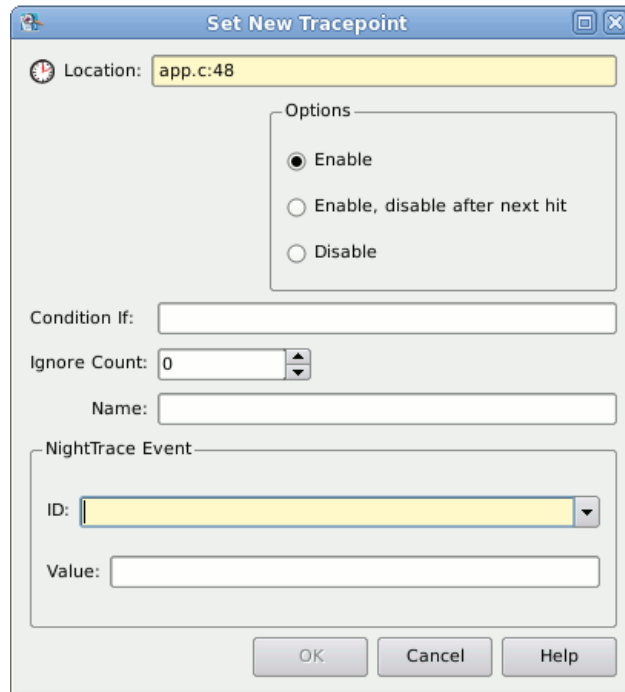 Set New Tracepoint
Location: app.c:48
Options
Enable
Enable, disable after next hit
Disable
Condition If:
Ignore Count: 0
Name:
NightTrace Event
ID:
Value:
OK Cancel Help